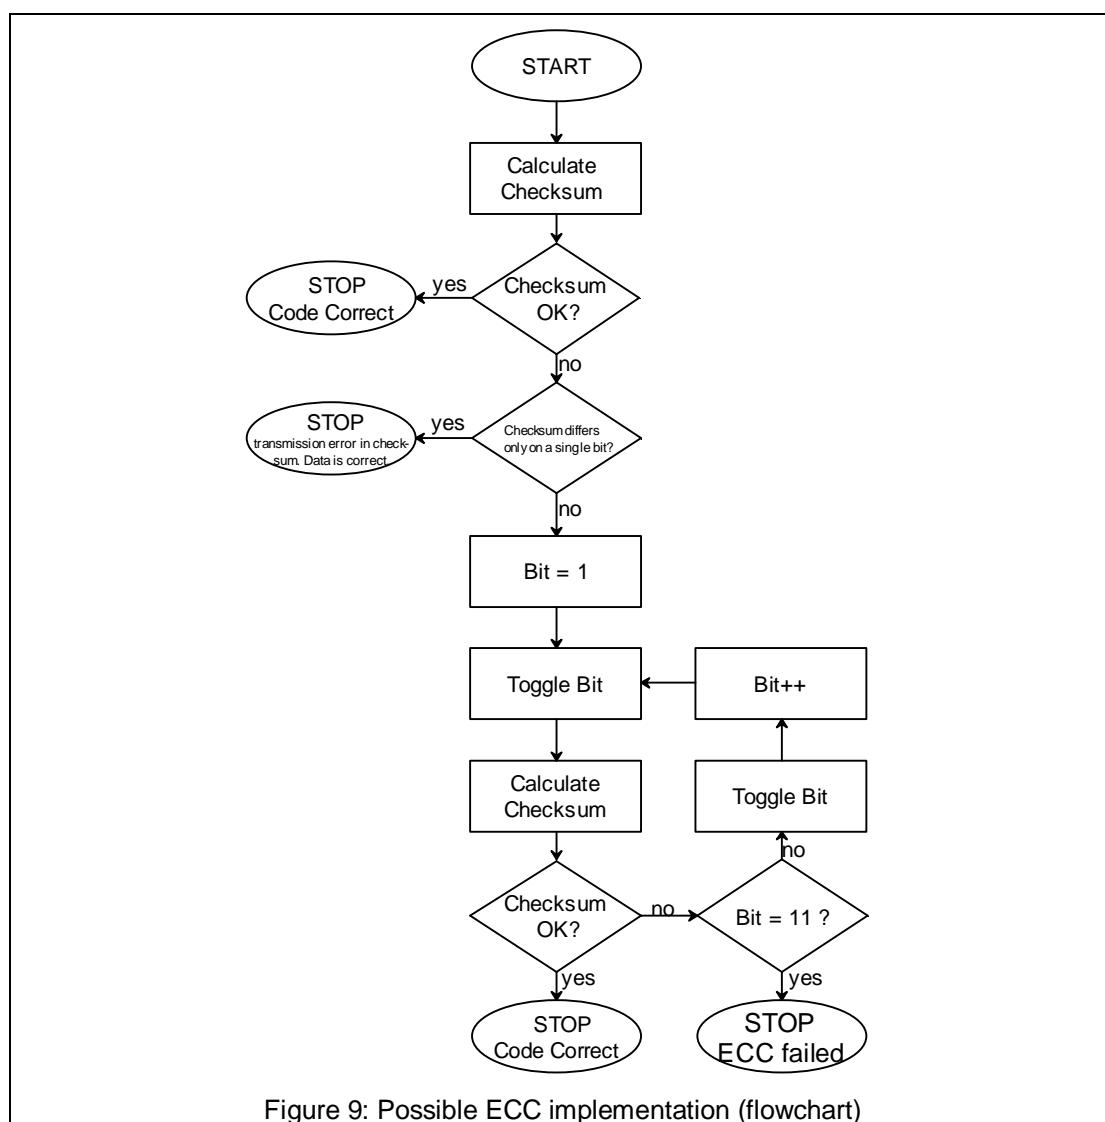 START
Calculate
Checksum
Checksum
OK?
yes
STOP
Code Correct
no
Checksum differs
only on a single bit?
yes
STOP
transmission error in check-
sum. Data is correct
no
Bit = 1
Toggle Bit
Bit++
Calculate
Checksum
Toggle Bit
no
Checksum
OK?
no
Bit = 11 ?
yes
yes
STOP
Code Correct
STOP
ECC failed
Figure 9: Possible ECC implementation (flowchart)